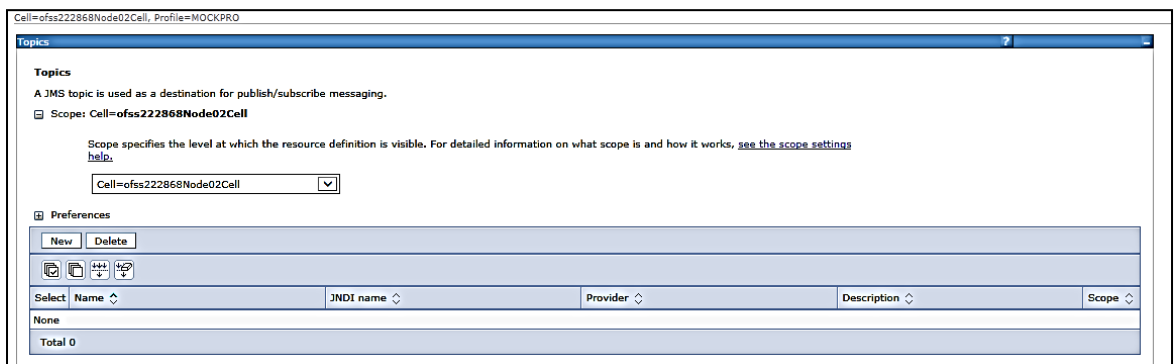 Cell=ofss222868Node02Cell, Profile=MOCKPRO
Topics ? -
Topics
A JMS topic is used as a destination for publish/subscribe messaging.
Scope: Cell=ofss222868Node02Cell
Scope specifies the level at which the resource definition is visible. For detailed information on what scope is and how it works, see the scope settings
help.
Cell=ofss222868Node02Cell
Preferences
New Delete
Select Name JNDI name Provider Description Scope
None
Total 0